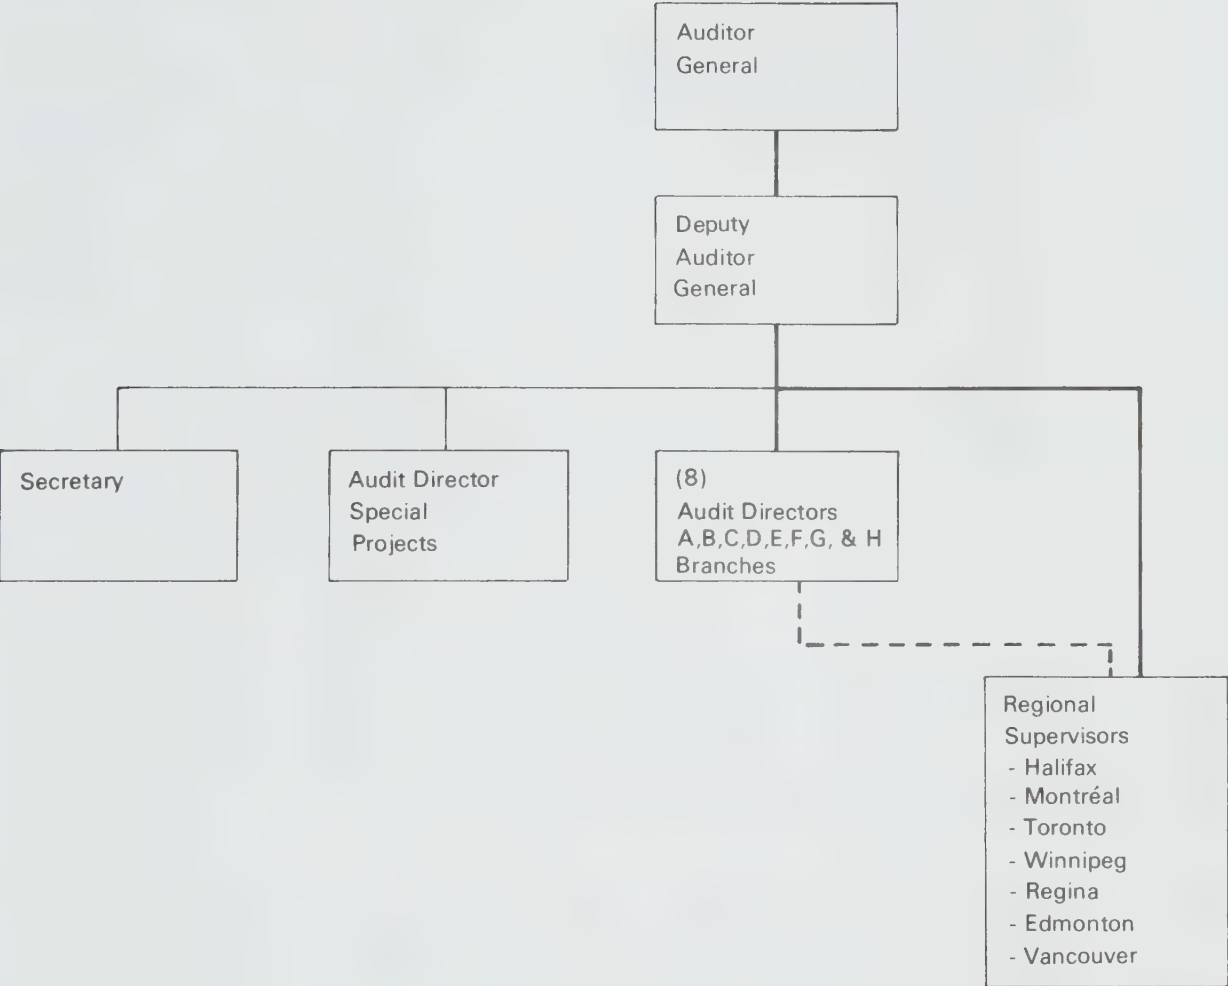 Auditor
General
Deputy
Auditor
General
Secretary
Audit Director
Special
Projects
(8)
Audit Directors
A,B,C,D,E,F,G, & H
Branches
Regional
Supervisors
- Halifax
- Montréal
- Toronto
- Winnipeg
- Regina
- Edmonton
- Vancouver